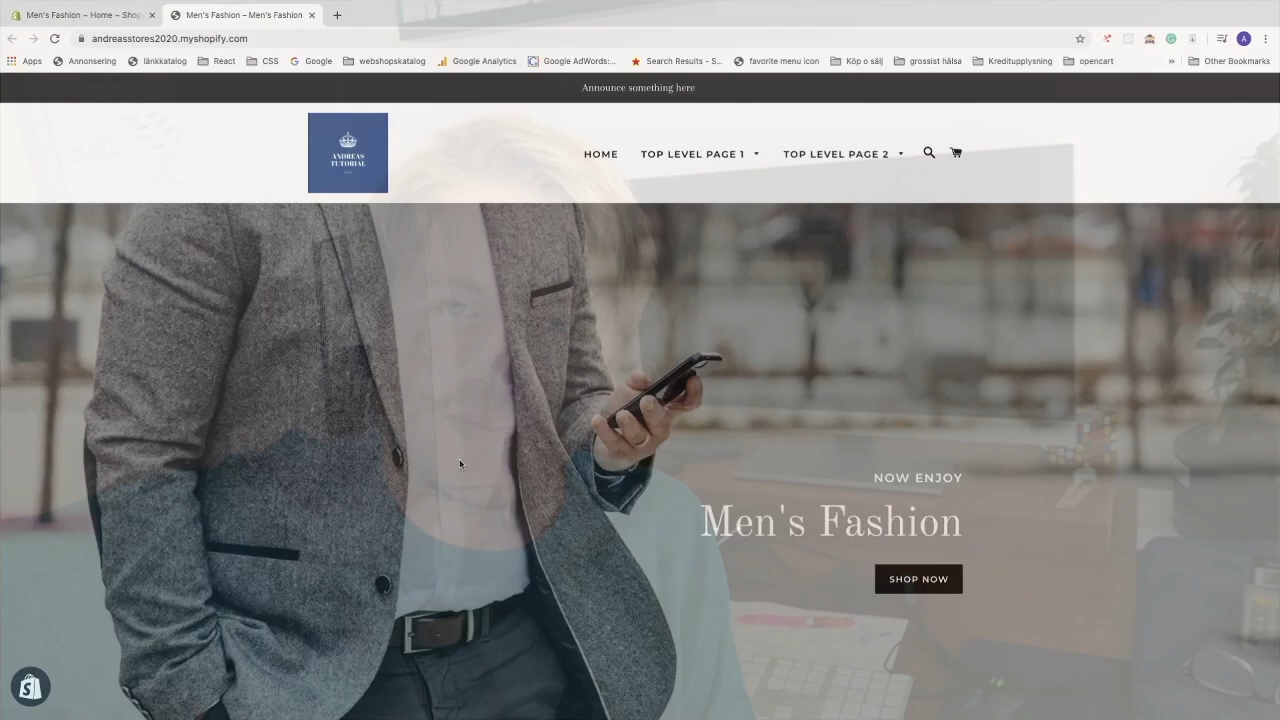 Men's Fashion ~ Home ~ Shop
Men's Fashion – Men's Fashion
andreasstores2020.myshopify.com
A
Apps
Annonsering
länkkatalog
React
CSS
Google
webshopskatalog
Google Analytics
Google AdWords:...
Search Results - S...
favorite menu icon
Köp o sälj
grossist hälsa
Kreditupplysning
opencart
»
Other Bookmarks
Announce something here
ANDREAS
TUTORIAL
HOME
TOP LEVEL PAGE 1
TOP LEVEL PAGE 2
NOW ENJOY
Men's Fashion
SHOP NOW